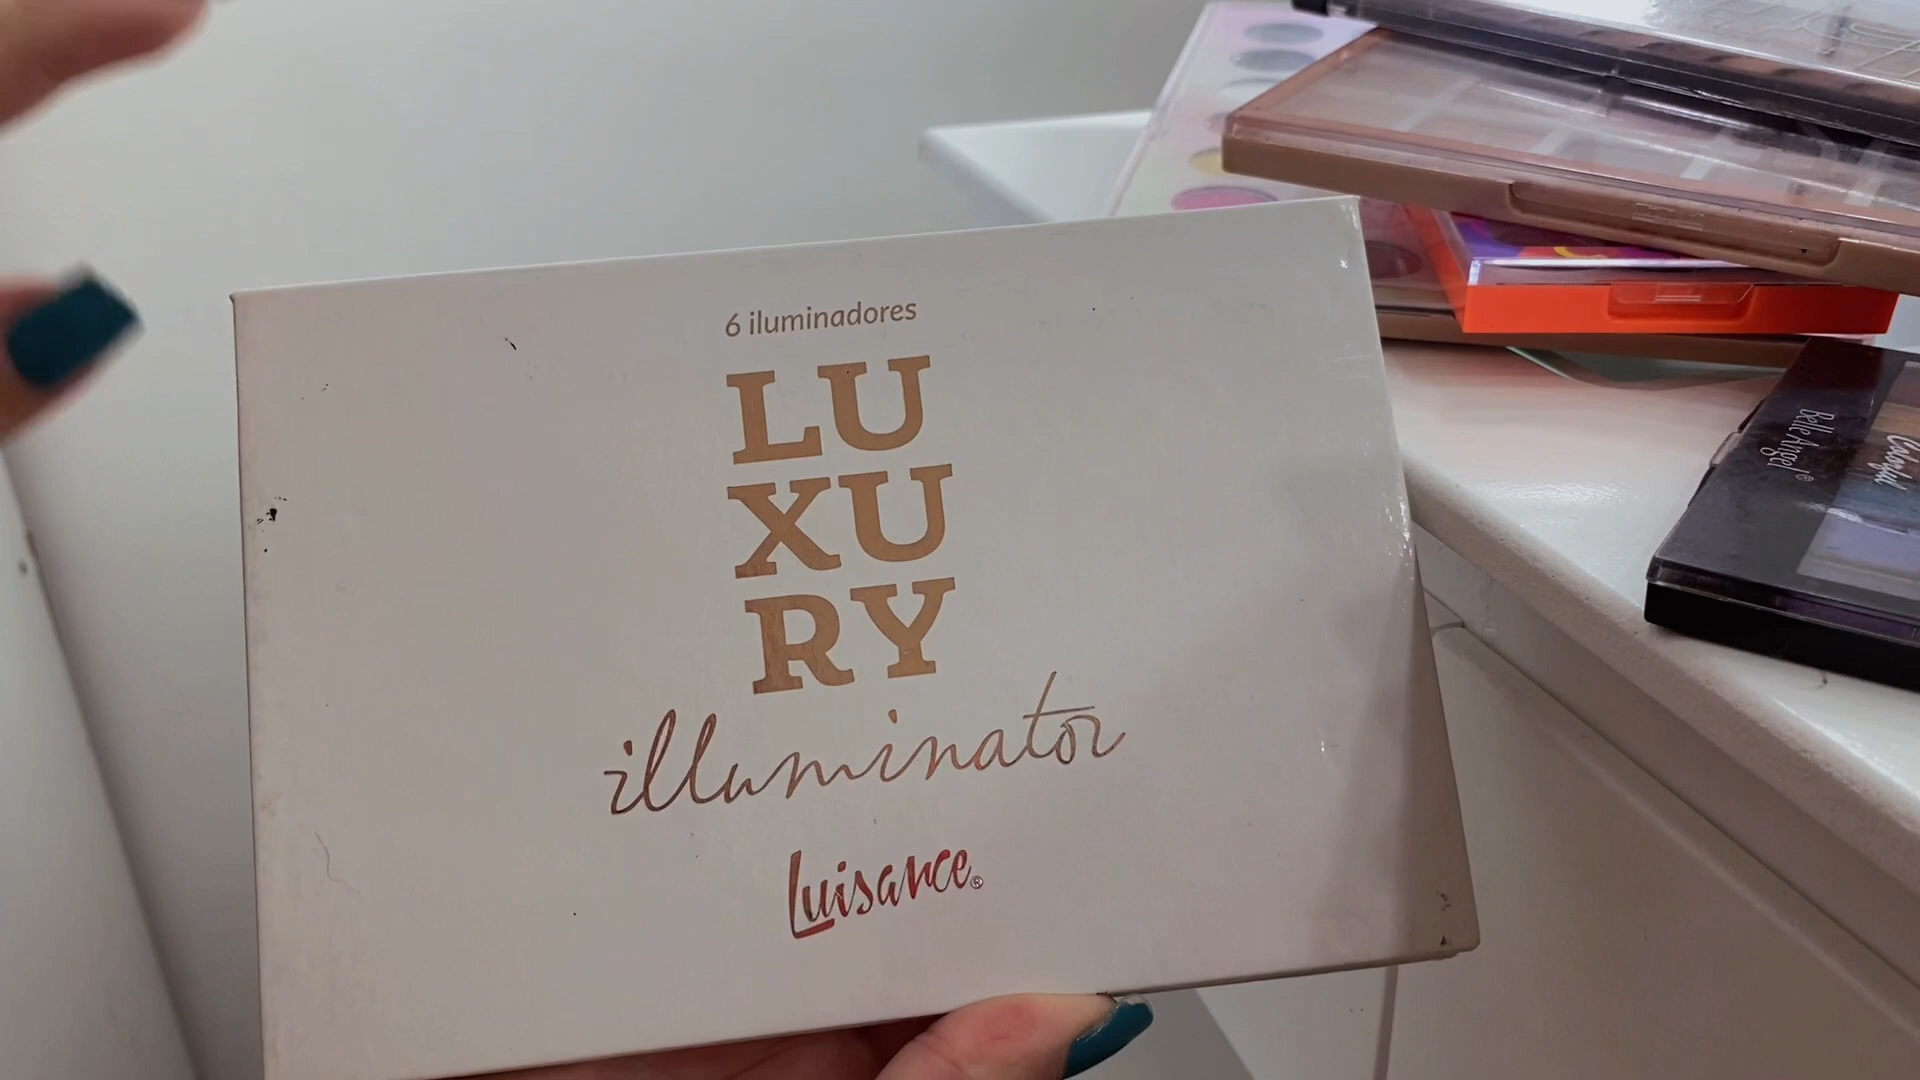 6 iluminadores
LU
XU
RY
illuminator
Luisance®
Belle Angel®